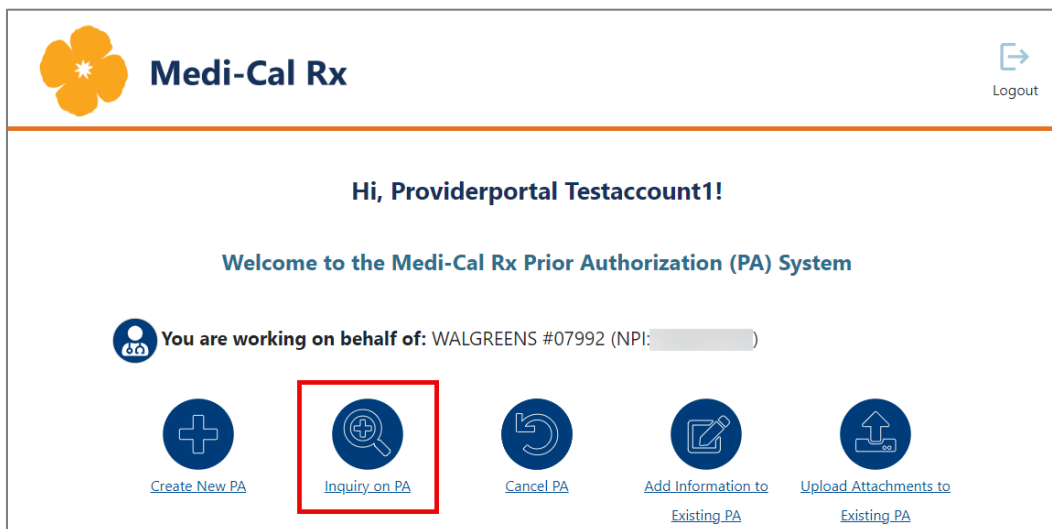 Medi-Cal Rx
Logout
Hi, Providerportal Testaccount1!
Welcome to the Medi-Cal Rx Prior Authorization (PA) System
You are working on behalf of: WALGREENS #07992 (NPI: )
Create New PA
Inquiry on PA
Cancel PA
Add Information to
Existing PA
Upload Attachments to
Existing PA